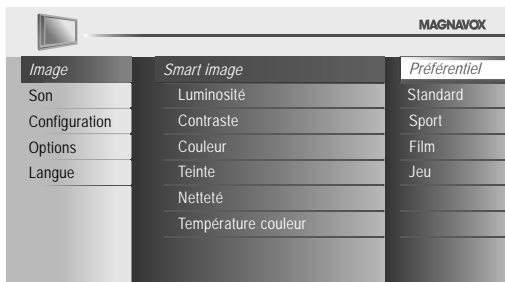 MAGNAVOX
Image
Son
Configuration
Options
Langue
Smart image
Luminosité
Contraste
Couleur
Teinte
Netteté
Température couleur
Préférentiel
Standard
Sport
Film
Jeu